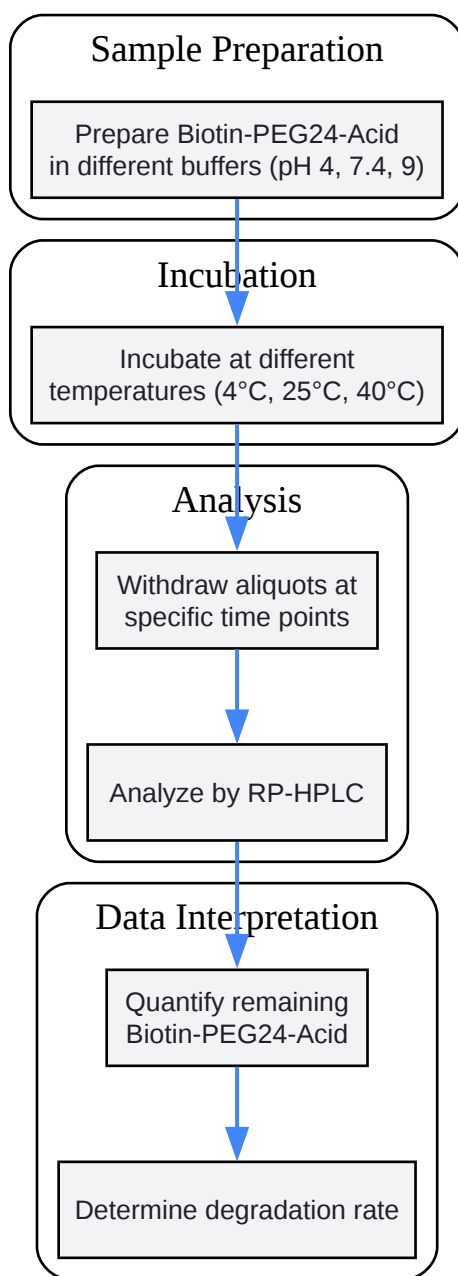 Sample Preparation
Prepare Biotin-PEG24-Acid
in different buffers (pH 4, 7.4, 9)
Incubation
Incubate at different
temperatures (4°C, 25°C, 40°C)
Analysis
Withdraw aliquots at
specific time points
Analyze by RP-HPLC
Data Interpretation
Quantify remaining
Biotin-PEG24-Acid
Determine degradation rate